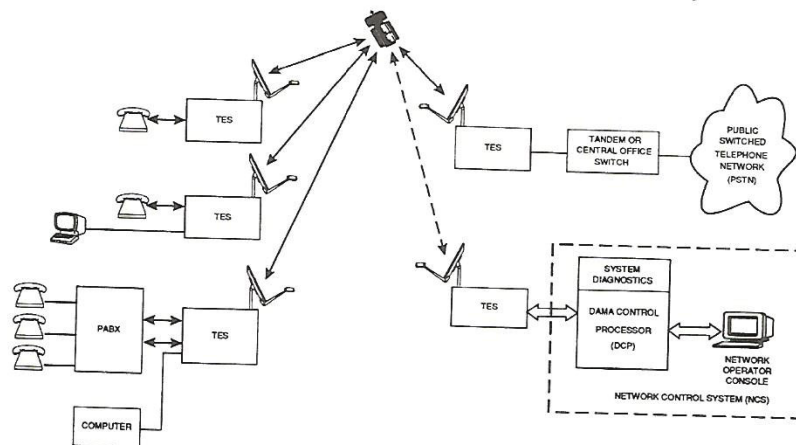 TES
TES
PABX
TES
COMPUTER
TES
TANDEM OR
CENTRAL OFFICE
SWITCH
PUBLIC
SWITCHED
TELEPHONE
NETWORK
(PSTN)
TES
SYSTEM
DIAGNOSTICS
DAMA CONTROL
PROCESSOR
(DCP)
NETWORK
OPERATOR
CONSOLE
NETWORK CONTROL SYSTEM (NCS)